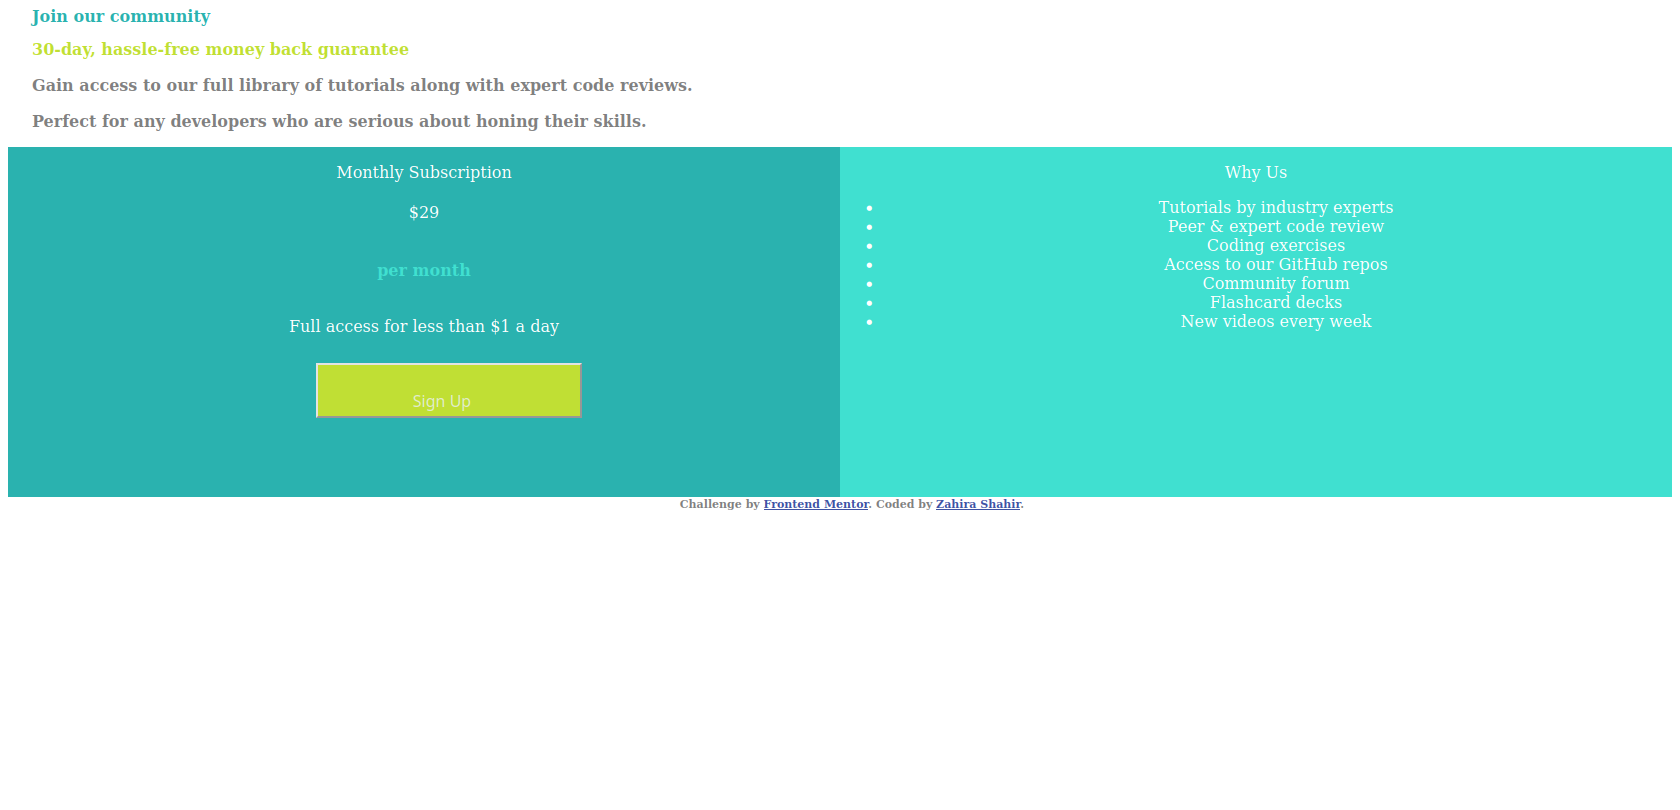 Join our community
30-day, hassle-free money back guarantee
Gain access to our full library of tutorials along with expert code reviews.
Perfect for any developers who are serious about honing their skills.
Monthly Subscription
$29
per month
Full access for less than $1 a day
Sign Up
Why Us
Tutorials by industry experts
Peer & expert code review
Coding exercises
Access to our GitHub repos
Community forum
Flashcard decks
New videos every week
Challenge by Frontend Mentor. Coded by Zahira Shahir.